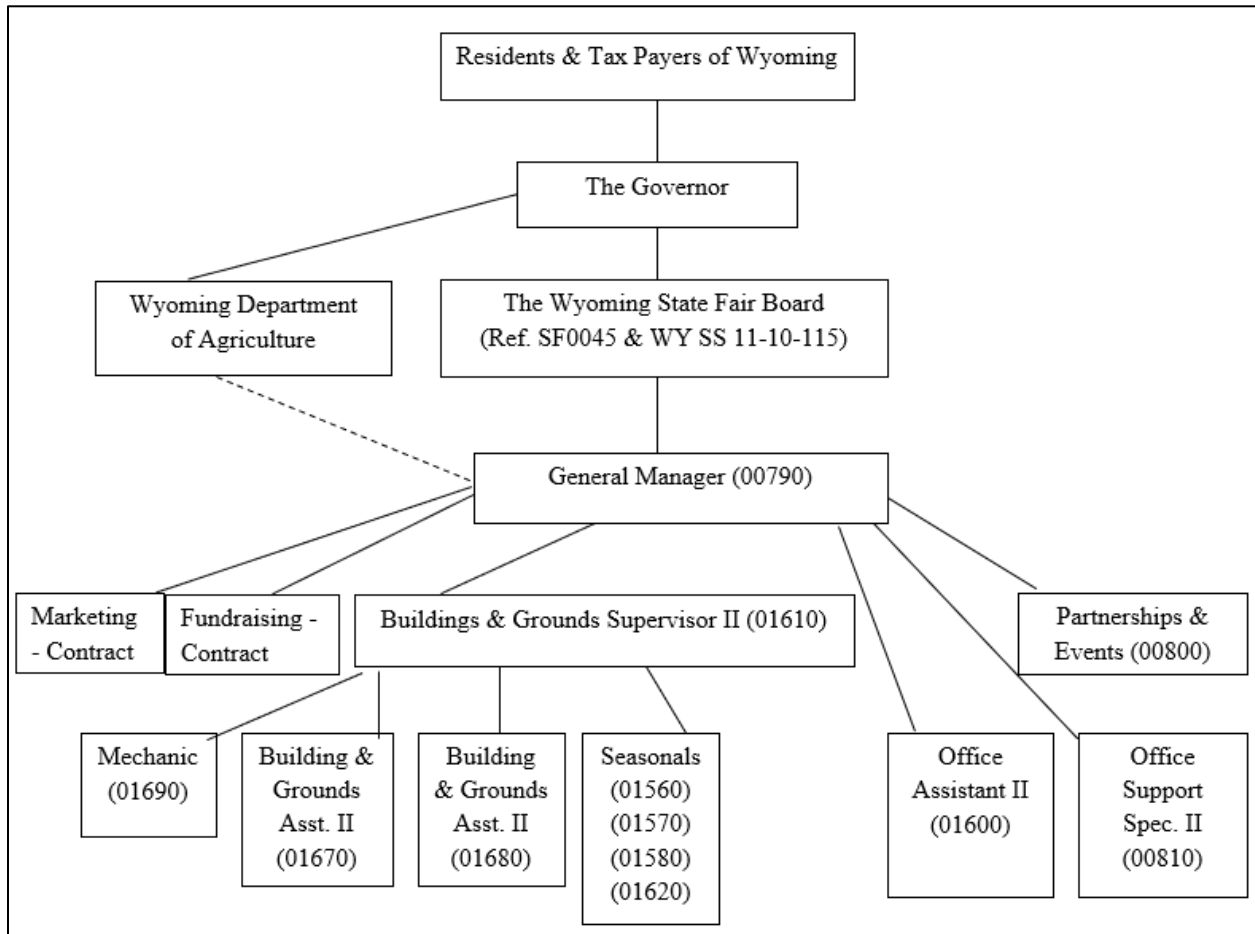 Residents & Tax Payers of Wyoming
The Governor
Wyoming Department
of Agriculture
The Wyoming State Fair Board
(Ref. SF0045 & WY SS 11-10-115)
General Manager (00790)
Marketing
- Contract
Fundraising -
Contract
Buildings & Grounds Supervisor II (01610)
Partnerships &
Events (00800)
Mechanic
(01690)
Building &
Grounds
Asst. II
(01670)
Building
& Grounds
Asst. II
(01680)
Seasonals
(01560)
(01570)
(01580)
(01620)
Office
Assistant II
(01600)
Office
Support
Spec. II
(00810)